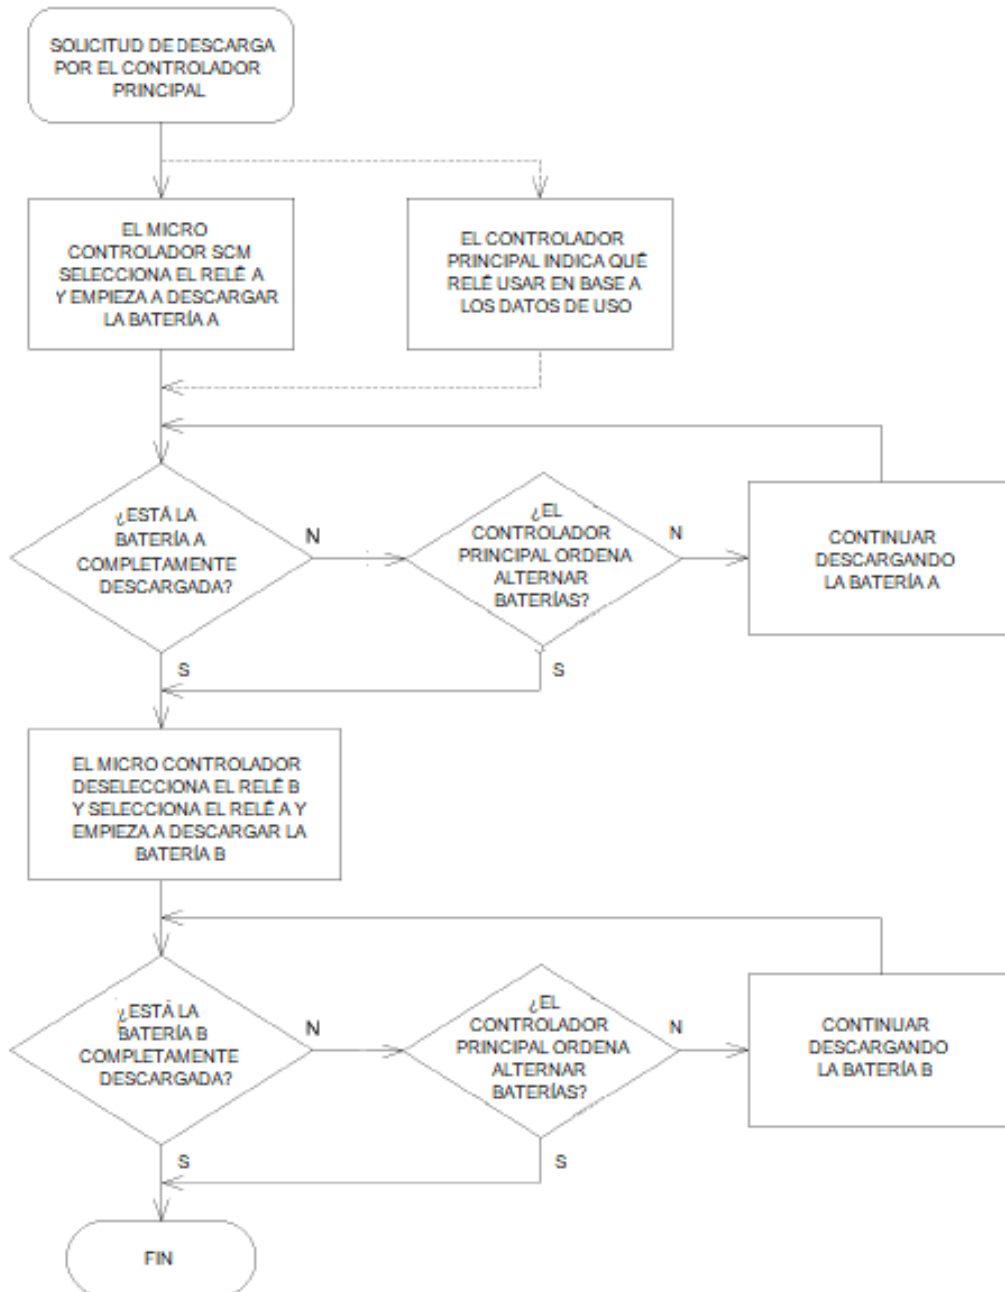 SOLICITUD DE DESCARGA
POR EL CONTROLADOR
PRINCIPAL
EL MICRO
CONTROLADOR SCM
SELECCIONA EL RELÉ A
Y EMPIEZA A DESCARGAR
LA BATERÍA A
EL CONTROLADOR
PRINCIPAL INDICA QUÉ
RELÉ USAR EN BASE A
LOS DATOS DE USO
¿ESTÁ LA
BATERÍA A
COMPLETAMENTE
DESCARGADA?
N
¿EL
CONTROLADOR
PRINCIPAL ORDENA
ALTERNAR
BATERÍAS?
N
CONTINUAR
DESCARGANDO
LA BATERÍA A
S
S
EL MICRO CONTROLADOR
DESELECCIONA EL RELÉ B
Y SELECCIONA EL RELÉ A Y
EMPIEZA A DESCARGAR LA
BATERÍA B
¿ESTÁ LA
BATERÍA B
COMPLETAMENTE
DESCARGADA?
N
¿EL
CONTROLADOR
PRINCIPAL ORDENA
ALTERNAR
BATERÍAS?
N
CONTINUAR
DESCARGANDO
LA BATERÍA B
S
S
FIN